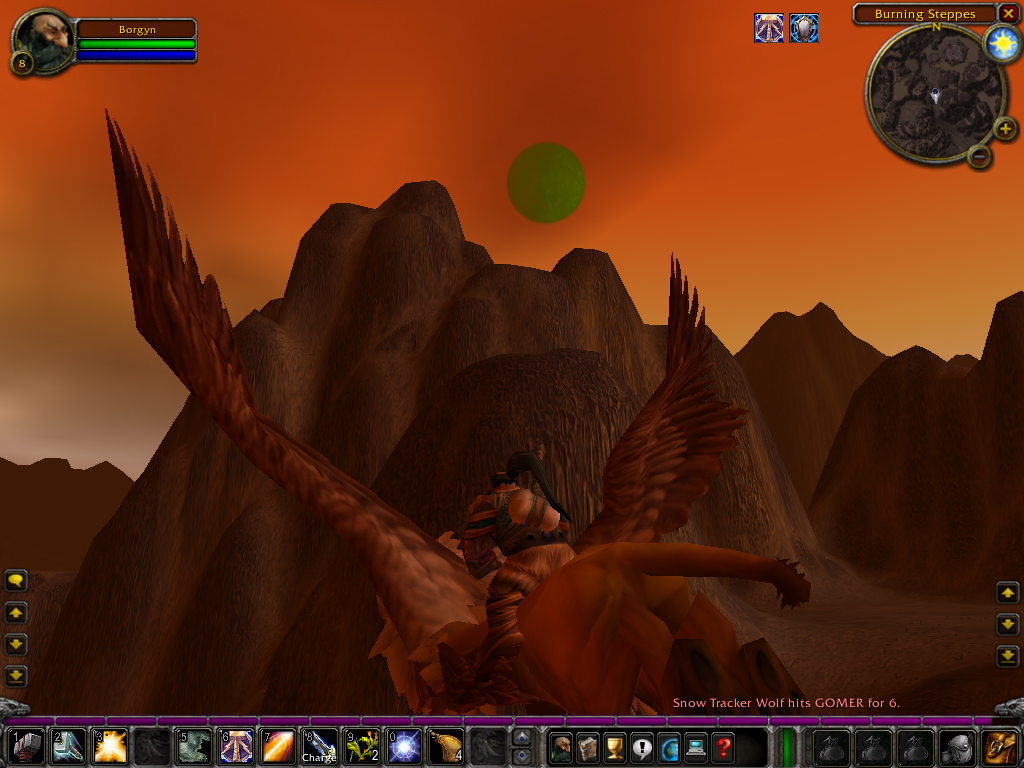 Borgyn
8
Burning Steppes
N
Snow Tracker Wolf hits GOMER for 6.
1 2 3 5 6 7 8 9 0
Charge 2 4